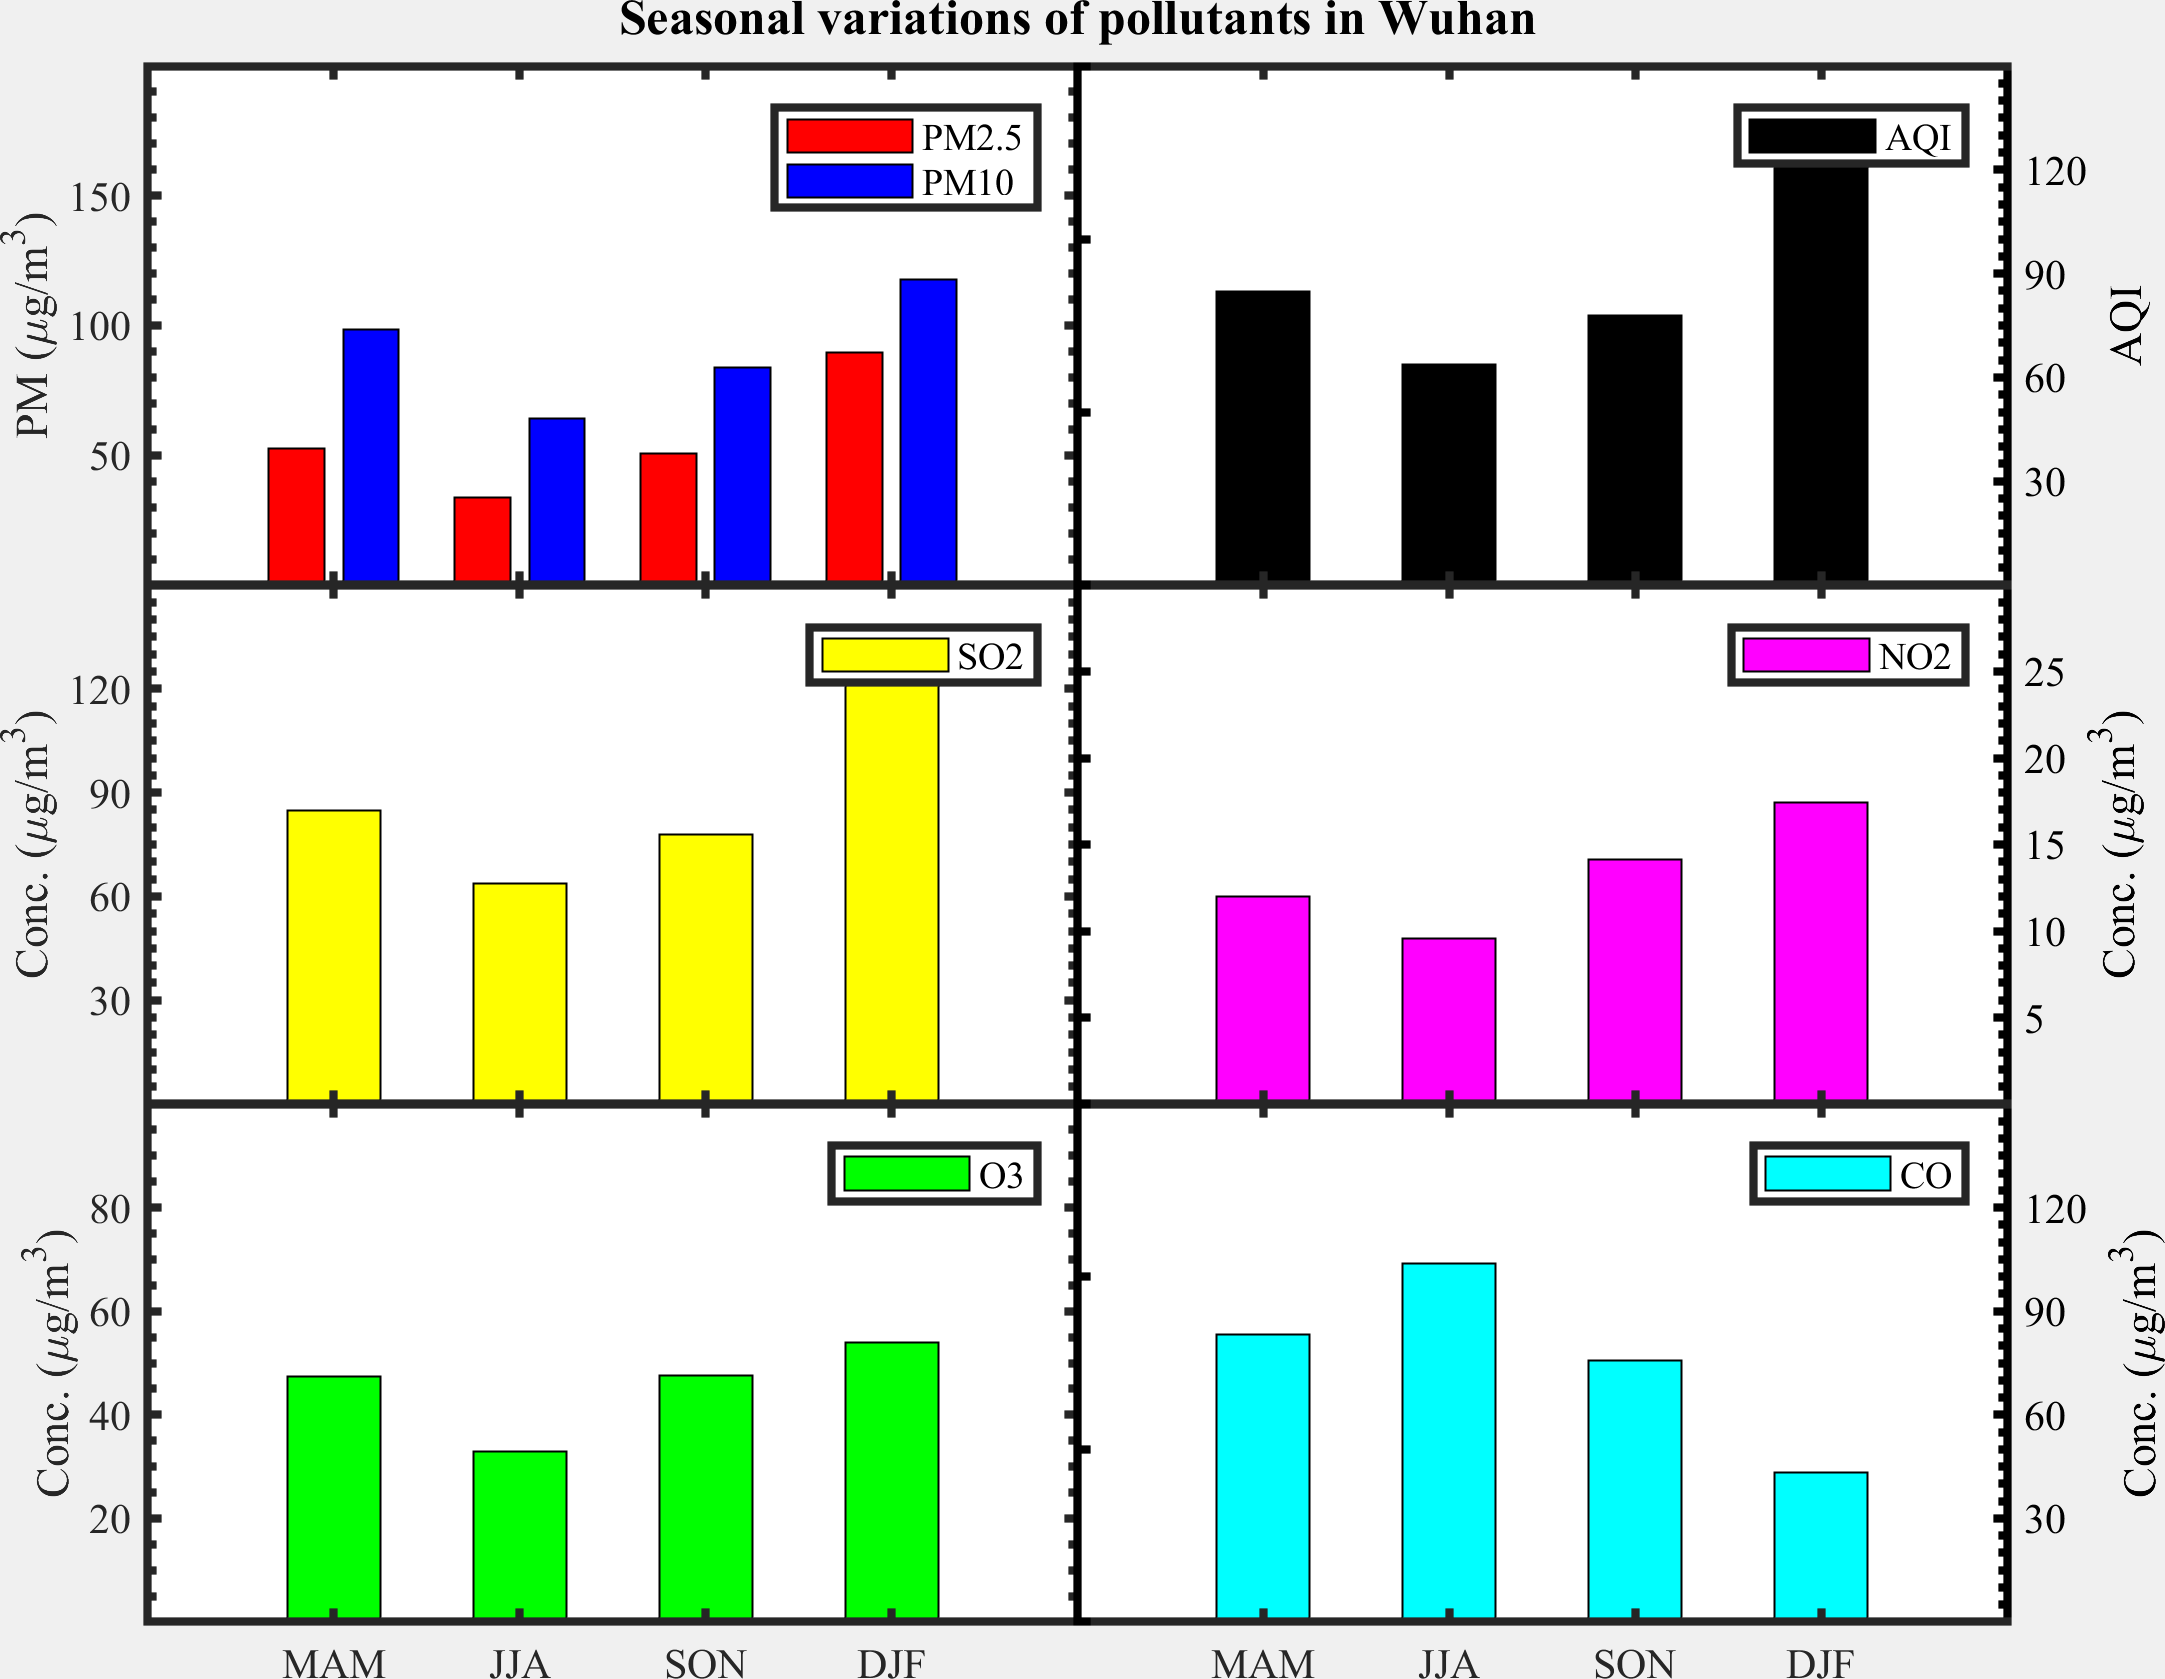 Seasonal variations of pollutants in Wuhan
PM (μg/m³)
150
100
50
PM2.5
PM10
AQI
120
90
60
30
AQI
Conc. (μg/m³)
120
90
60
30
SO2
NO2
25
20
15
10
5
Conc. (μg/m³)
Conc. (μg/m³)
80
60
40
20
O3
CO
120
90
60
30
Conc. (μg/m³)
MAM JJA SON DJF
MAM JJA SON DJF